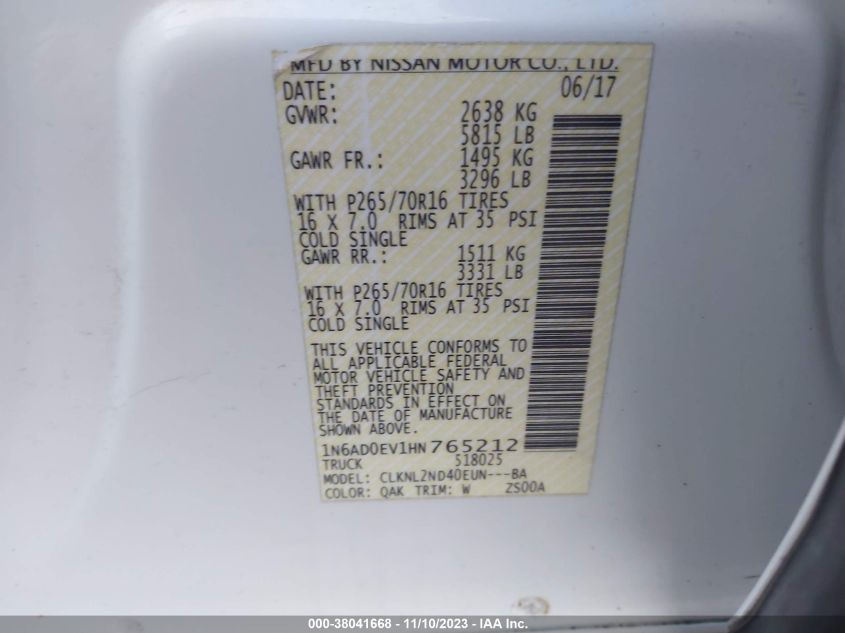 MFD BY NISSAN MOTOR CO., LTD.
DATE: 06/17
GVWR: 2638 KG
5815 LB
GAWR FR.: 1495 KG
3296 LB
WITH P265/70R16 TIRES
16 X 7.0 RIMS AT 35 PSI
COLD SINGLE
GAWR RR.: 1511 KG
3331 LB
WITH P265/70R16 TIRES
16 X 7.0 RIMS AT 35 PSI
COLD SINGLE
THIS VEHICLE CONFORMS TO
ALL APPLICABLE FEDERAL
MOTOR VEHICLE SAFETY AND
THEFT PREVENTION
STANDARDS IN EFFECT ON
THE DATE OF MANUFACTURE
SHOWN ABOVE.
1N6AD0EV1HN765212
TRUCK 518025
MODEL: CLKNL2ND40EUN---BA
COLOR: QAK TRIM: W ZS00A
000-38041668 - 11/10/2023 - IAA Inc.